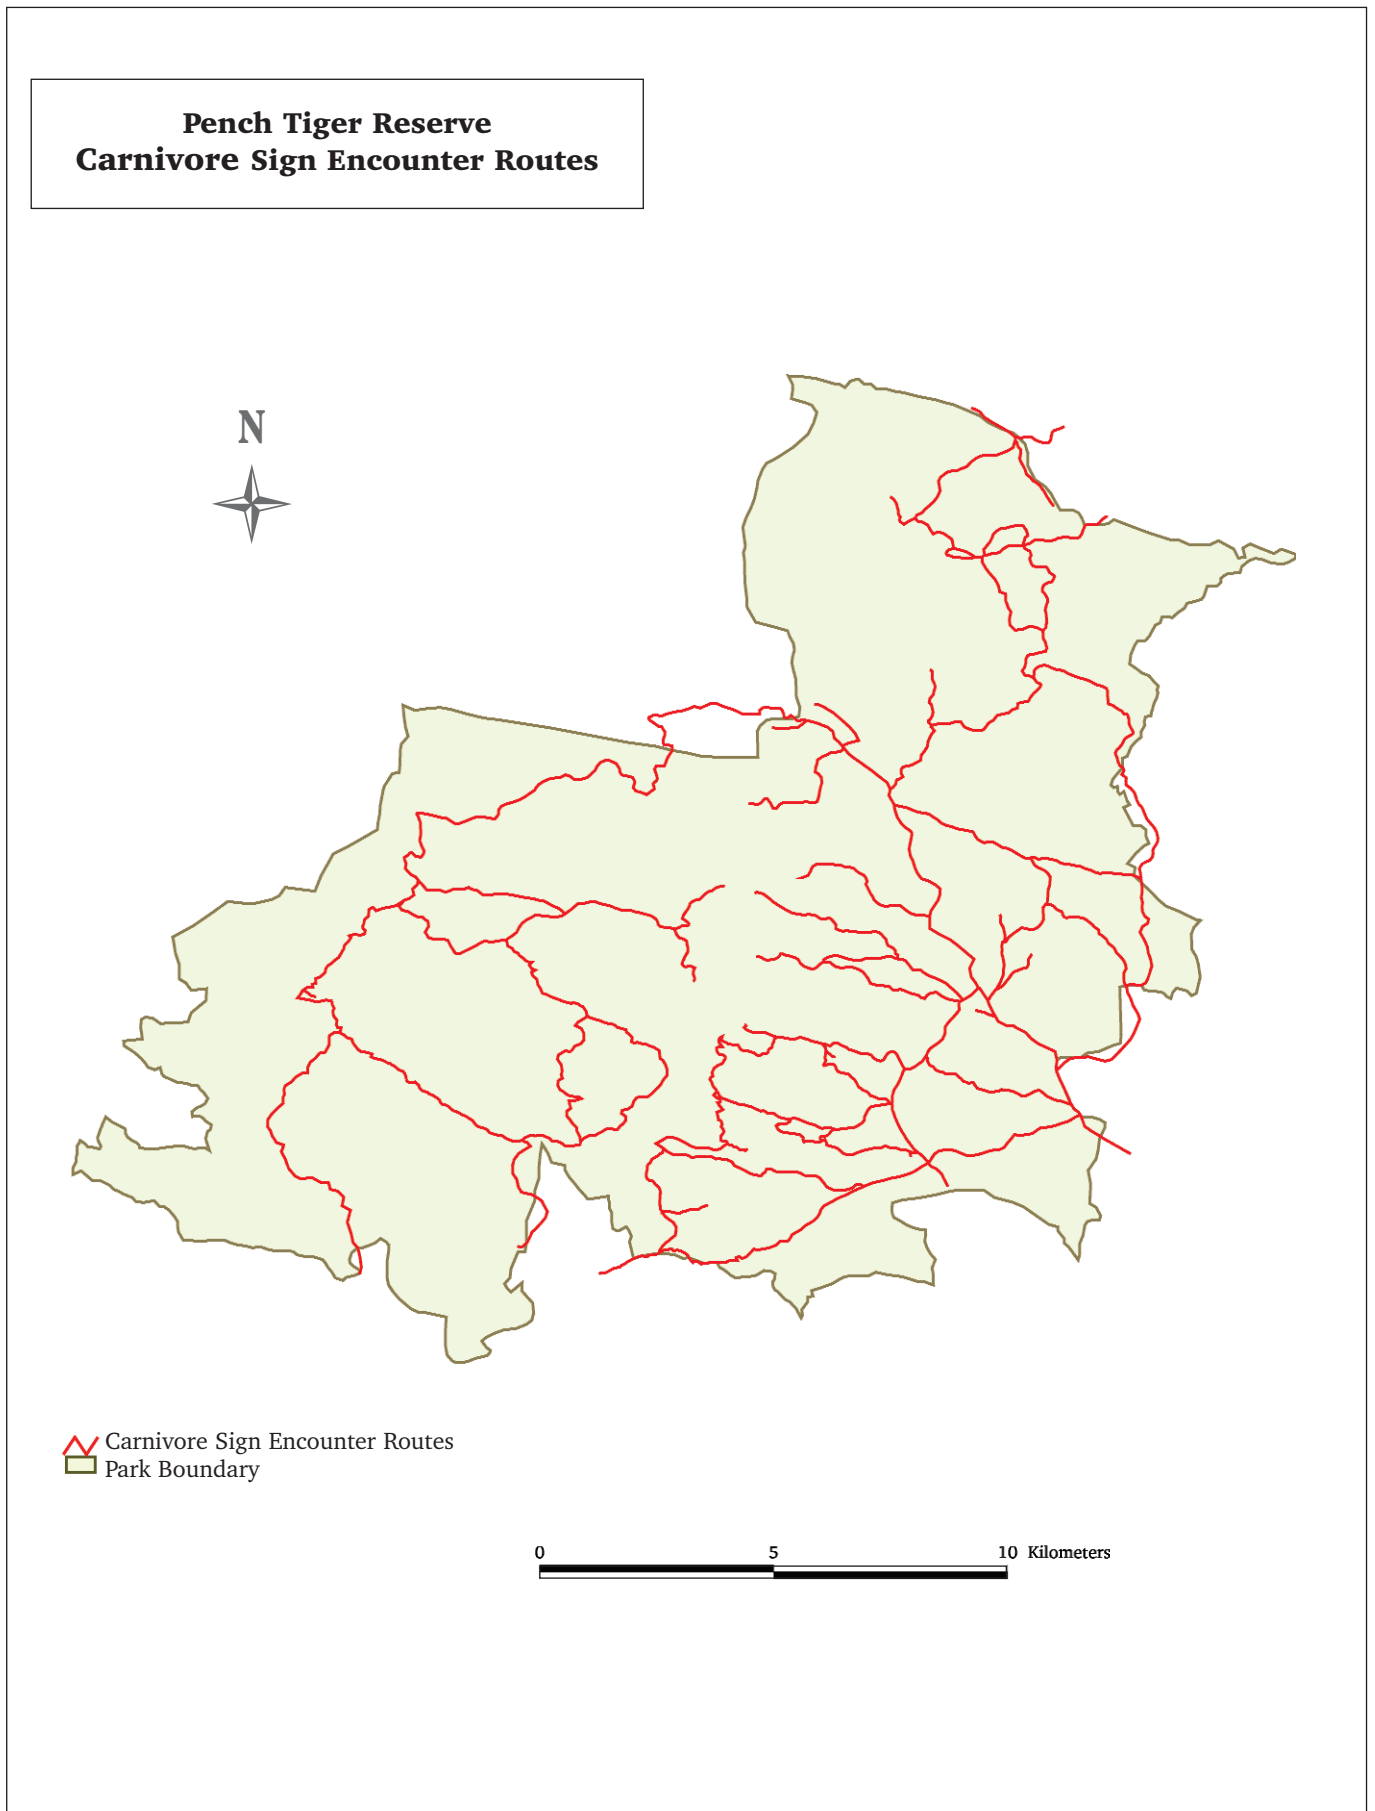 Pench Tiger Reserve
Carnivore Sign Encounter Routes
N
Carnivore Sign Encounter Routes
Park Boundary
0 5 10 Kilometers